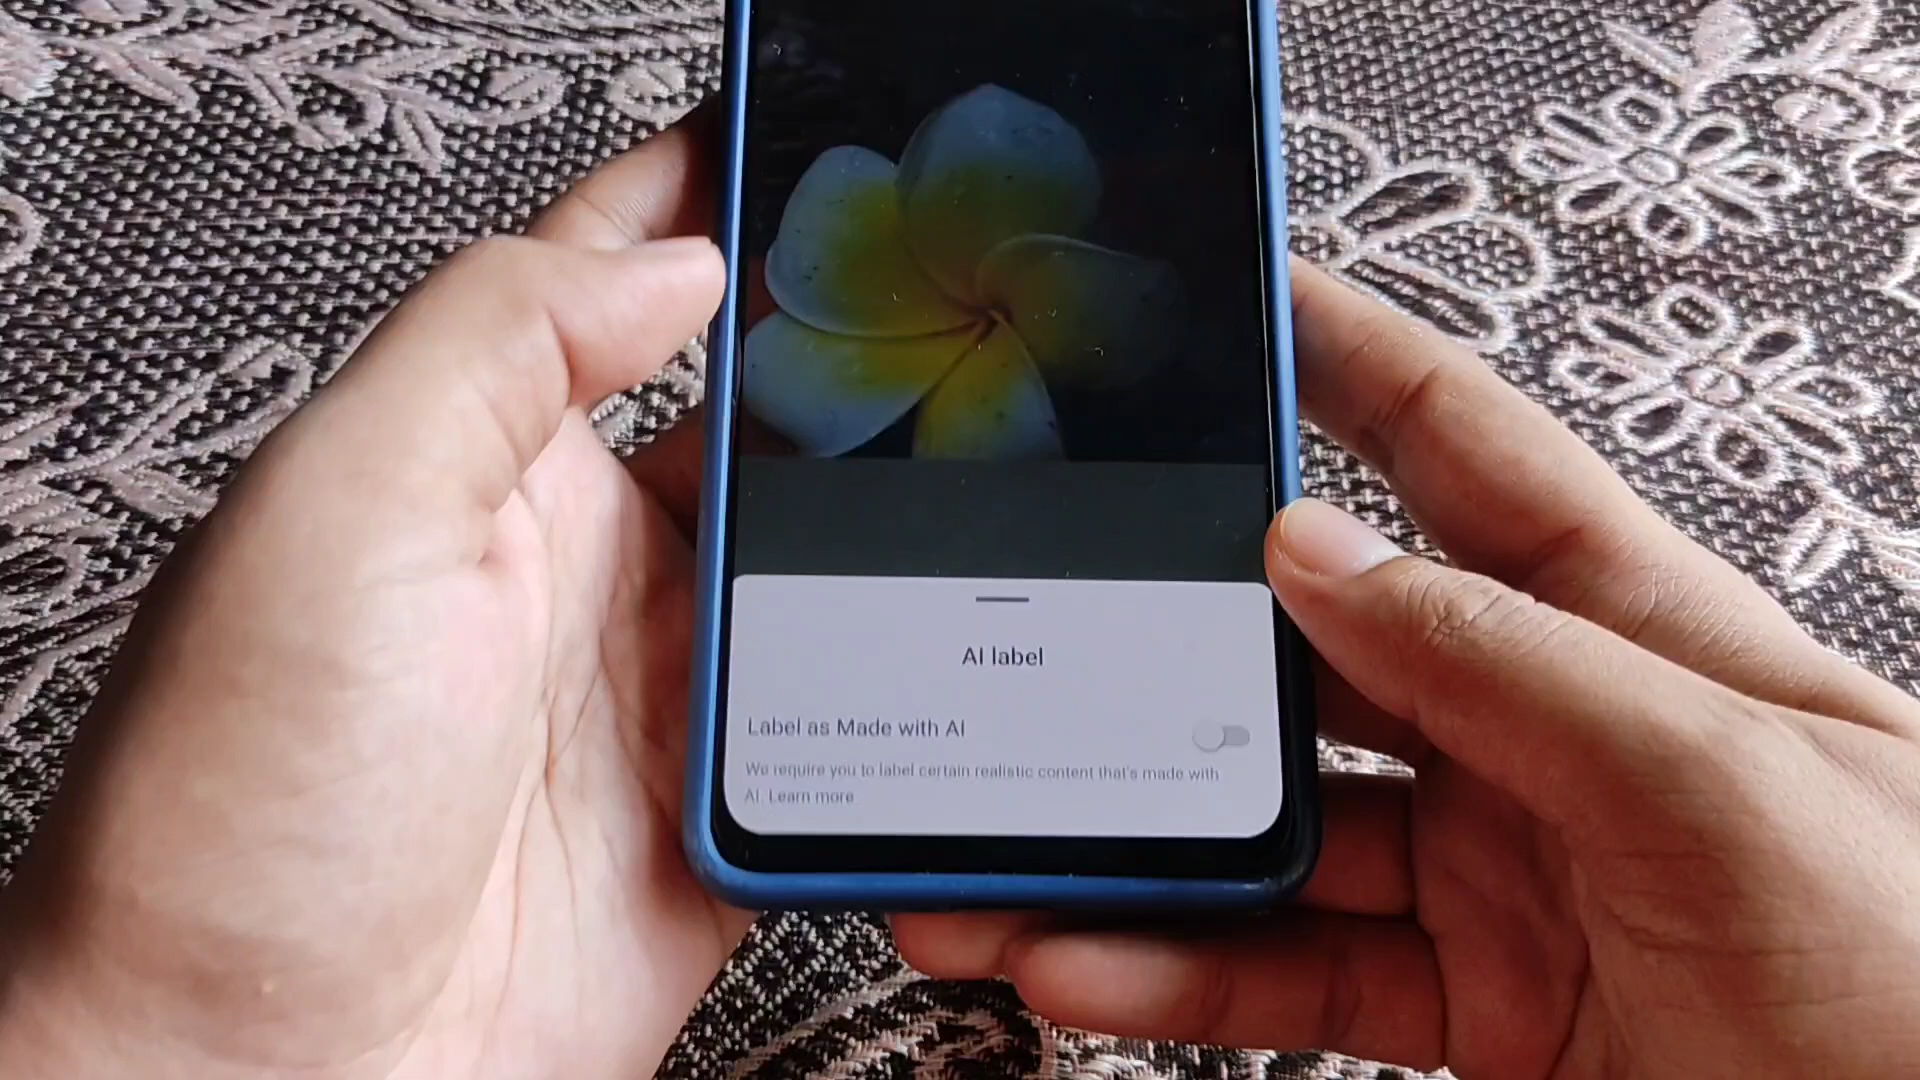 AI label
Label as Made with AI
We require you to label certain realistic content that's made with
AI. Learn more